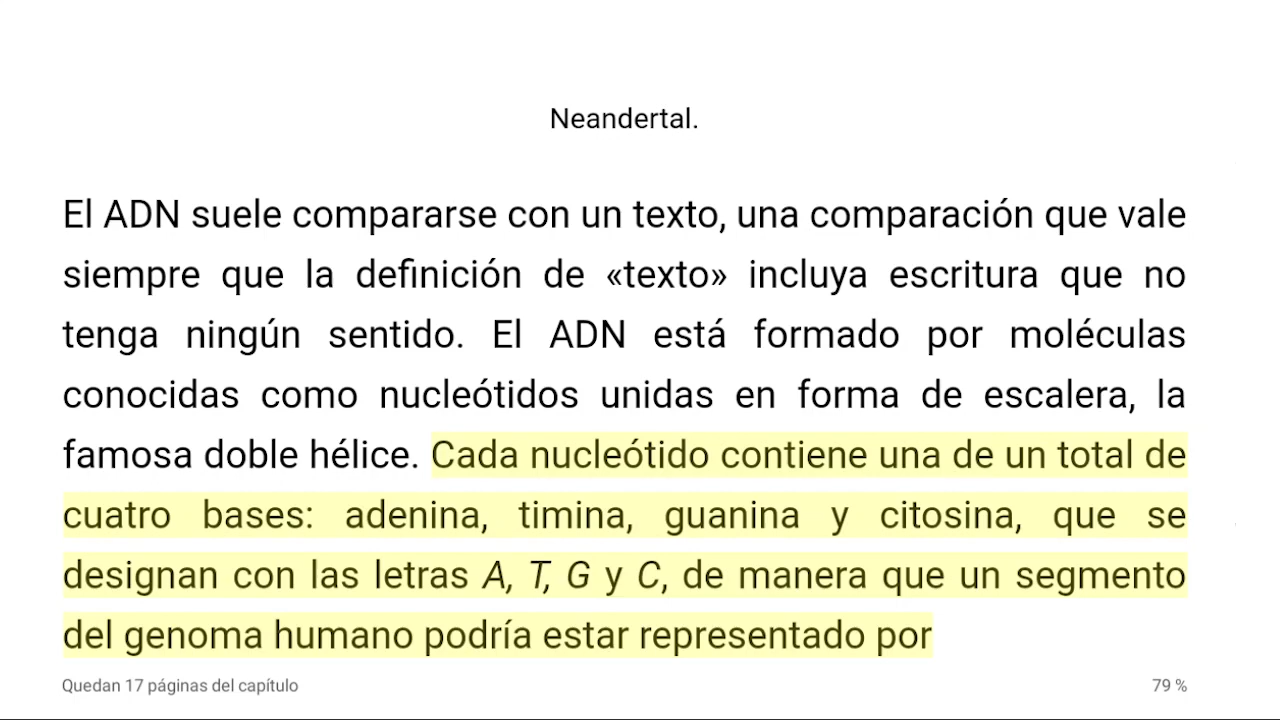 Neandertal.
El ADN suele compararse con un texto, una comparación que vale
siempre que la definición de «texto» incluya escritura que no
tenga ningún sentido. El ADN está formado por moléculas
conocidas como nucleótidos unidas en forma de escalera, la
famosa doble hélice. Cada nucleótido contiene una de un total de
cuatro bases: adenina, timina, guanina y citosina, que se
designan con las letras A, T, G y C, de manera que un segmento
del genoma humano podría estar representado por
Quedan 17 páginas del capítulo
79 %